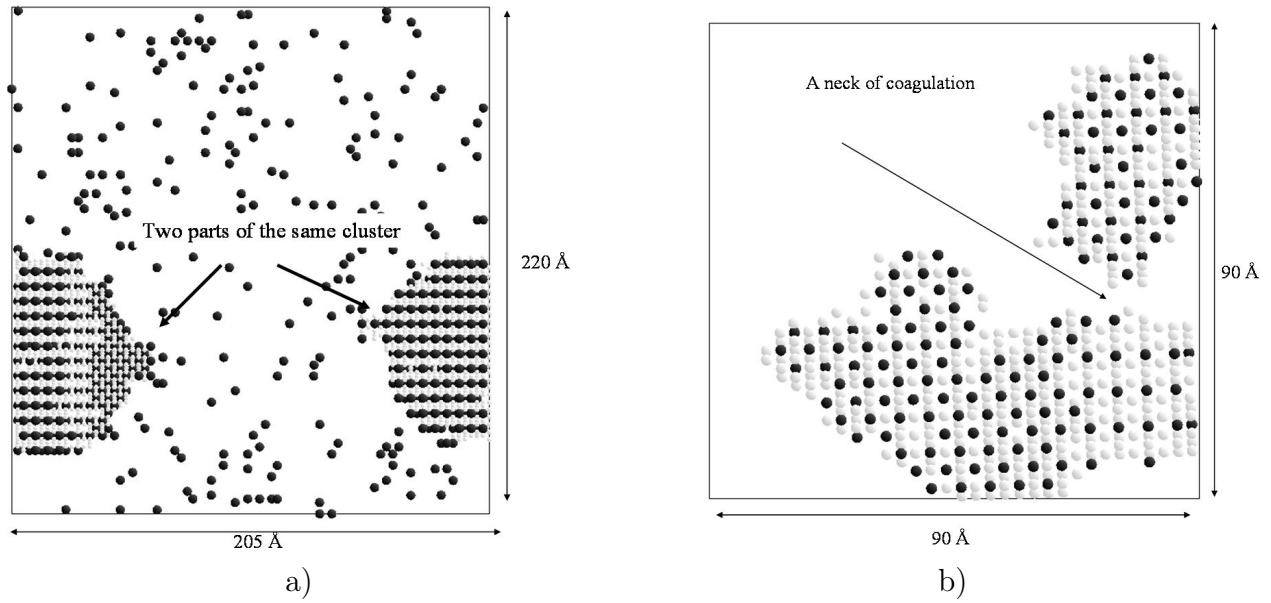 Two parts of the same cluster
220 Å
205 Å
a)
A neck of coagulation
90 Å
90 Å
b)